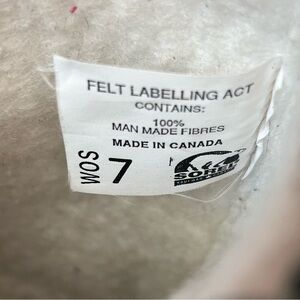 FELT LABELLING ACT
CONTAINS:
100%
MAN MADE FIBRES
MADE IN CANADA
WOS 7
SOREL